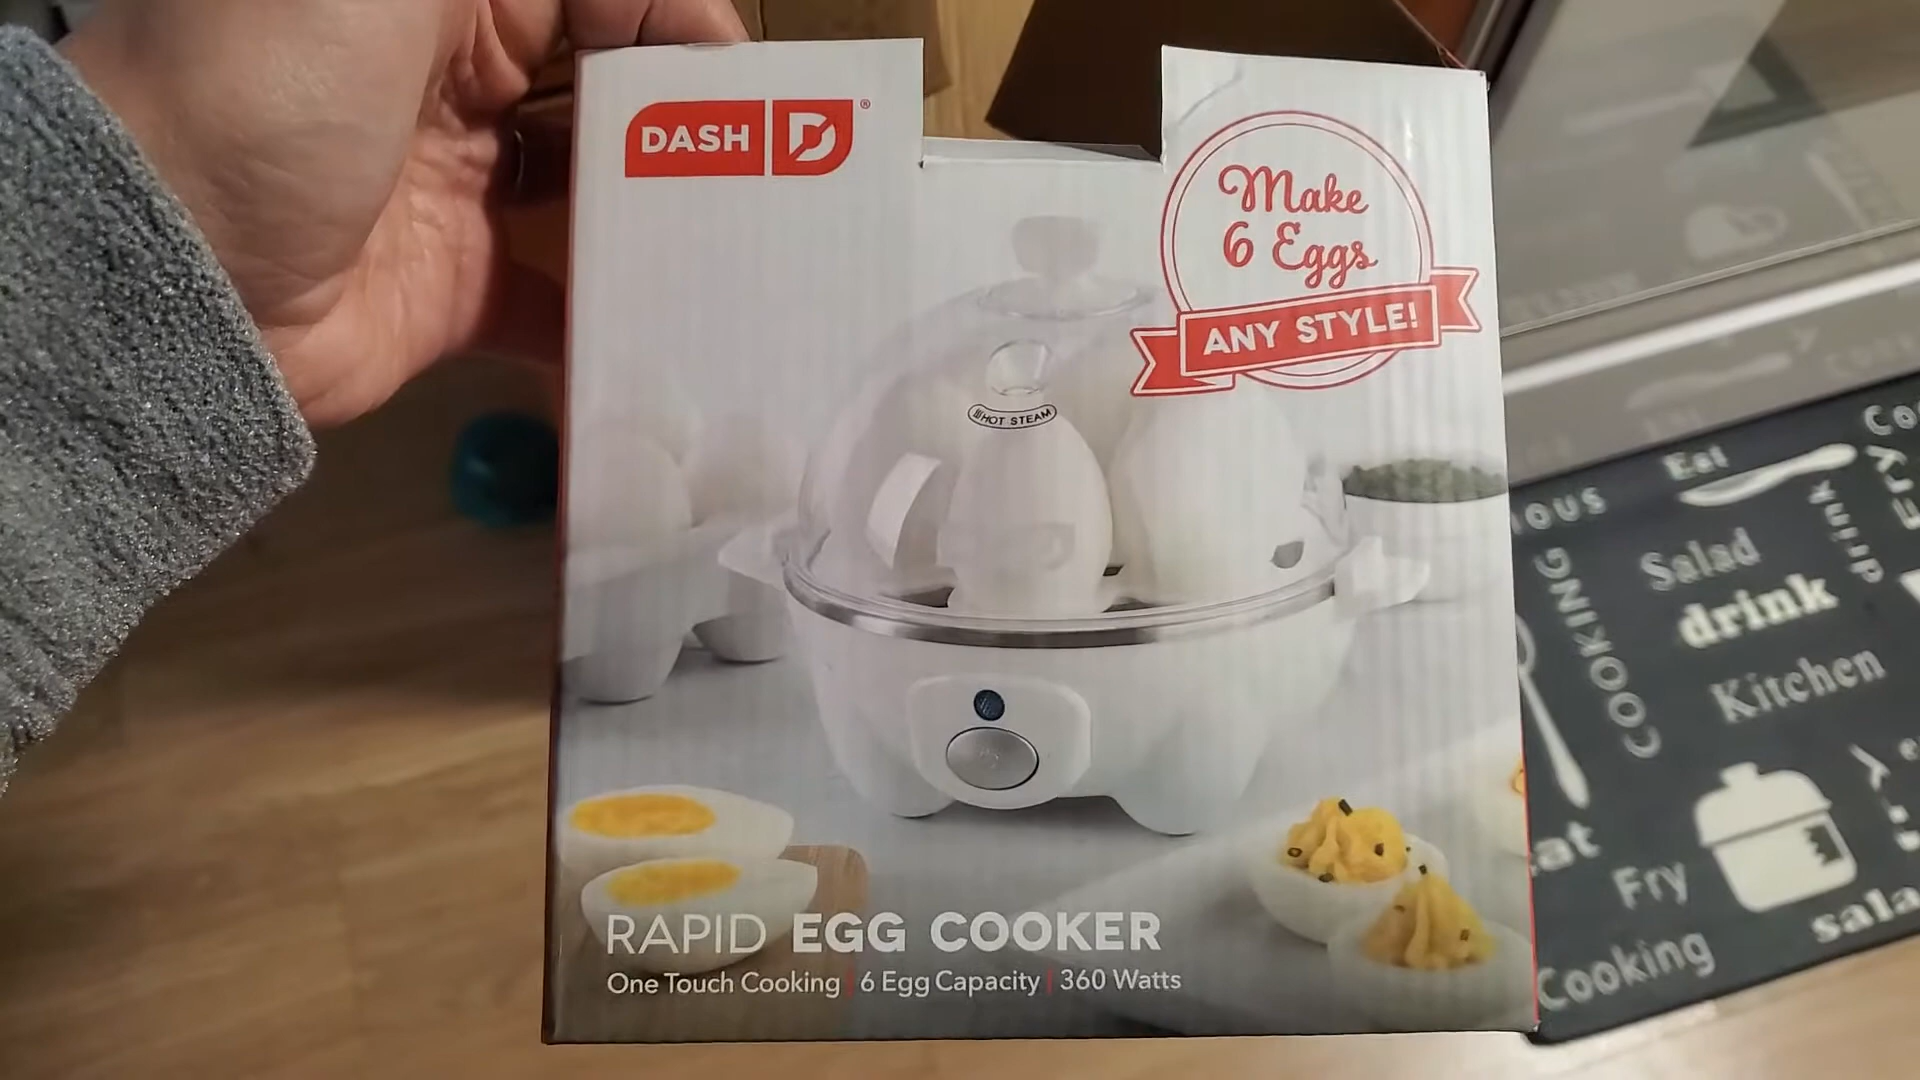 DASH
Make
6 Eggs
ANY STYLE!
HOT STEAM
RAPID EGG COOKER
One Touch Cooking | 6 Egg Capacity | 360 Watts
Eat
COOKING
Salad
drink
drink
Kitchen
Fry
Cooking